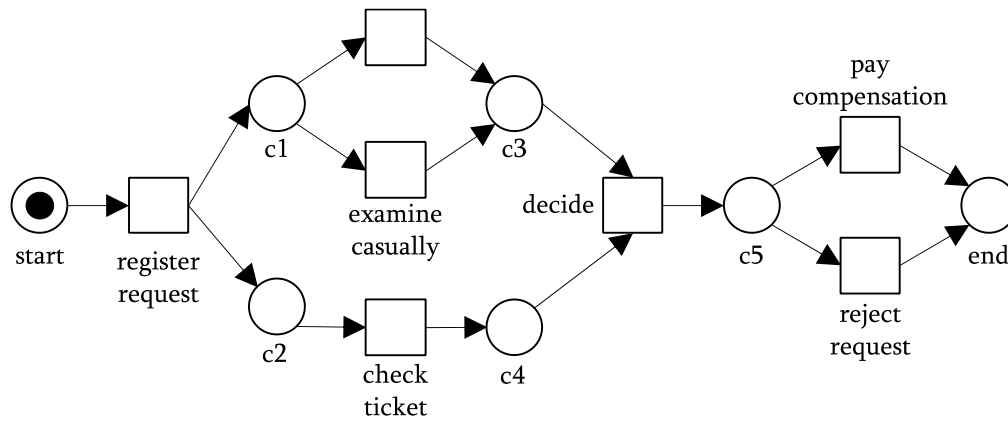 pay
compensation
c1
c3
decide
examine
casually
start
register
request
c5
end
reject
request
c2
check
ticket
c4